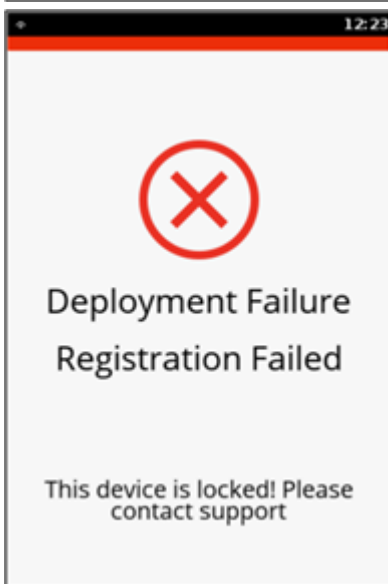 12:23
Deployment Failure
Registration Failed
This device is locked! Please
contact support